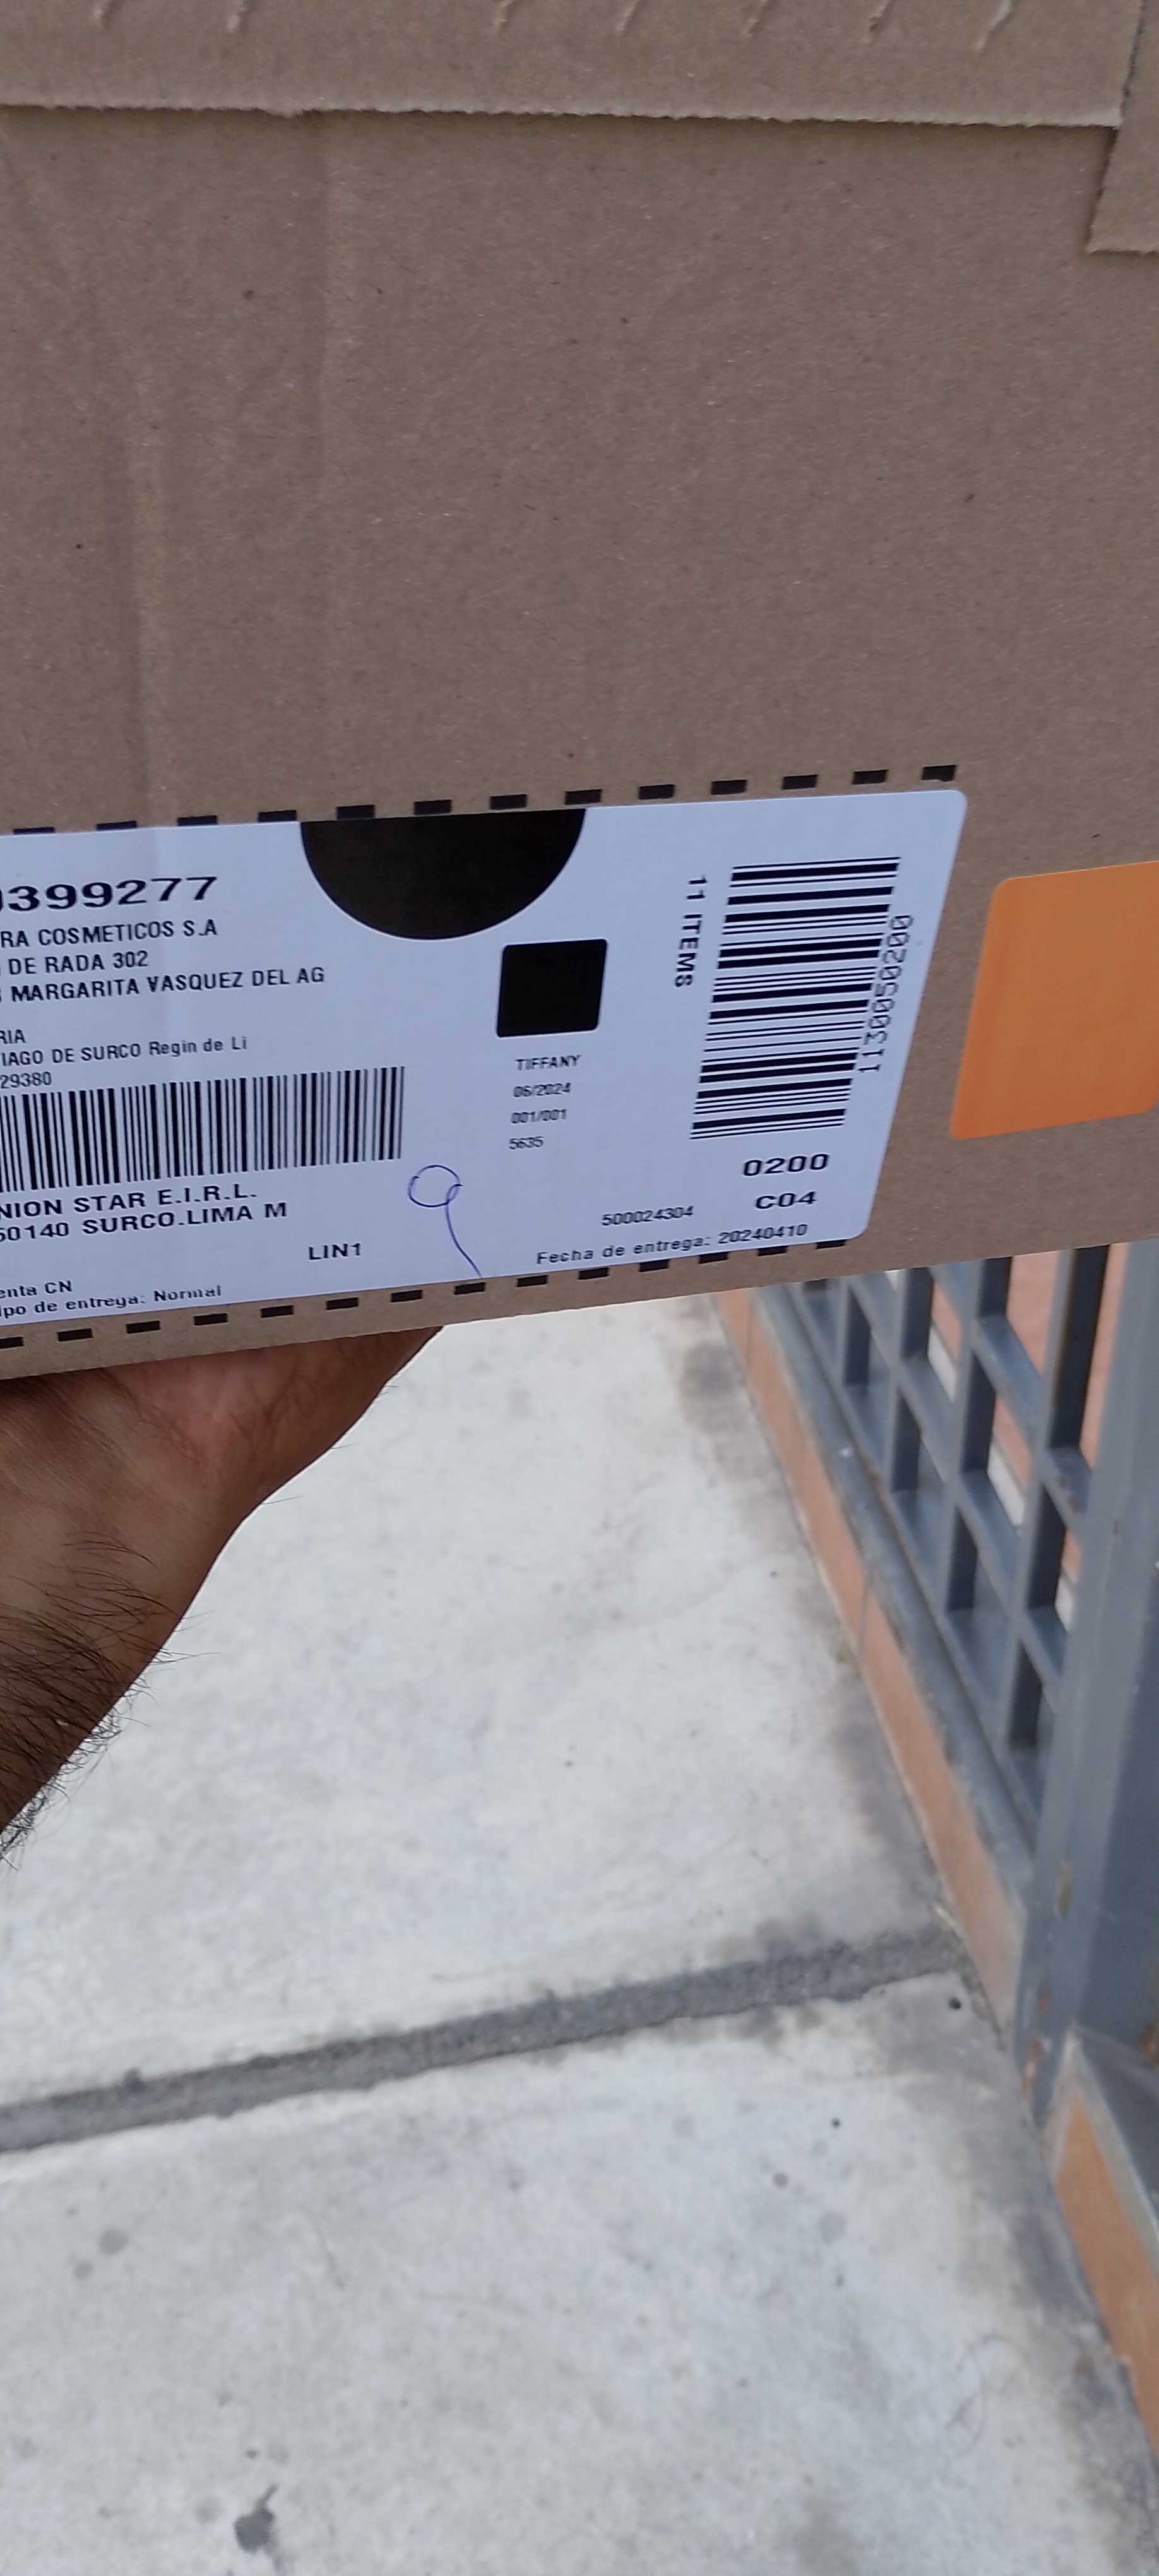 399277
RA COSMETICOS S.A
DE RADA 302
MARGARITA VASQUEZ DEL AG
RIA
IAGO DE SURCO Regin de Li
29380
NION STAR E.I.R.L.
50140 SURCO.LIMA M
LIN1
enta CN
ipo de entrega: Normal
TIFFANY
06/2024
001/001
5635
11 ITEMS
1130050200
0200
C04
500024304
Fecha de entrega: 20240410